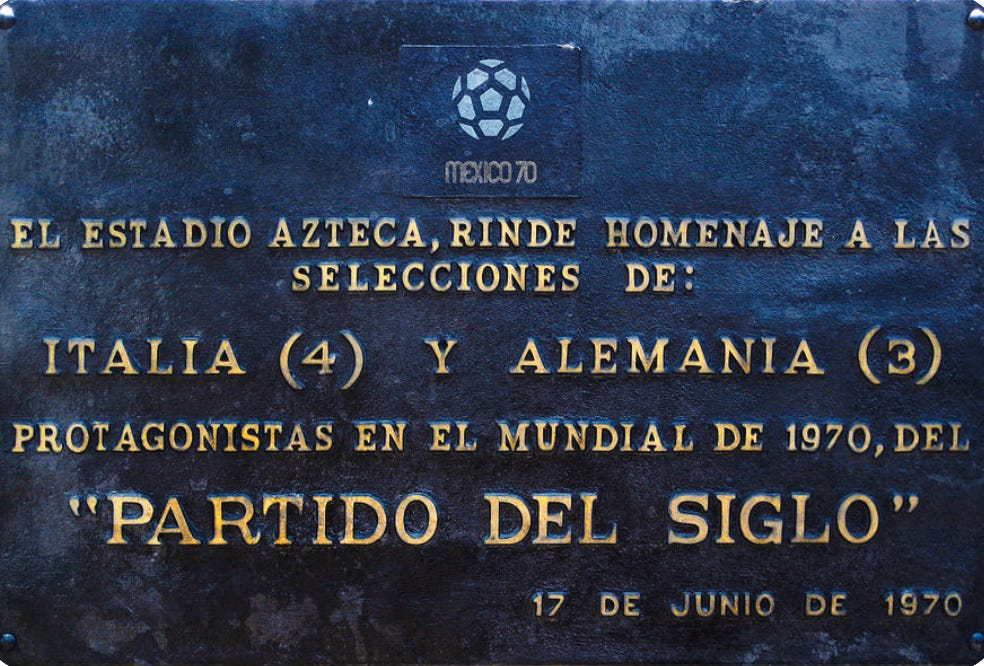 MEXICO 70
EL ESTADIO AZTECA, RINDE HOMENAJE A LAS
SELECCIONES DE:
ITALIA (4) Y ALEMANIA (3)
PROTAGONISTAS EN EL MUNDIAL DE 1970, DEL
"PARTIDO DEL SIGLO"
17 DE JUNIO DE 1970